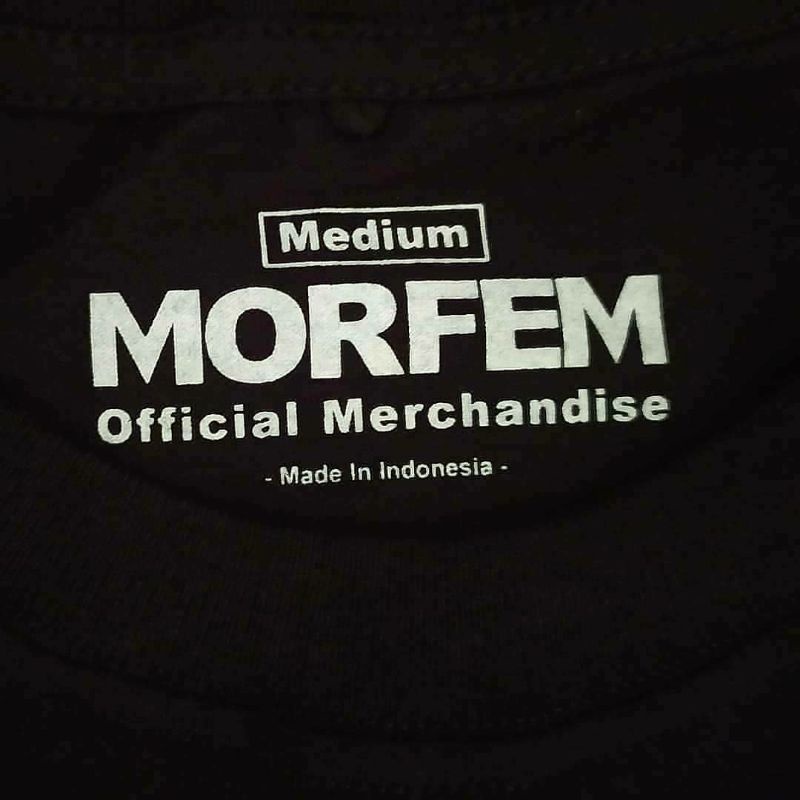 Medium
MORFEM
Official Merchandise
- Made In Indonesia -